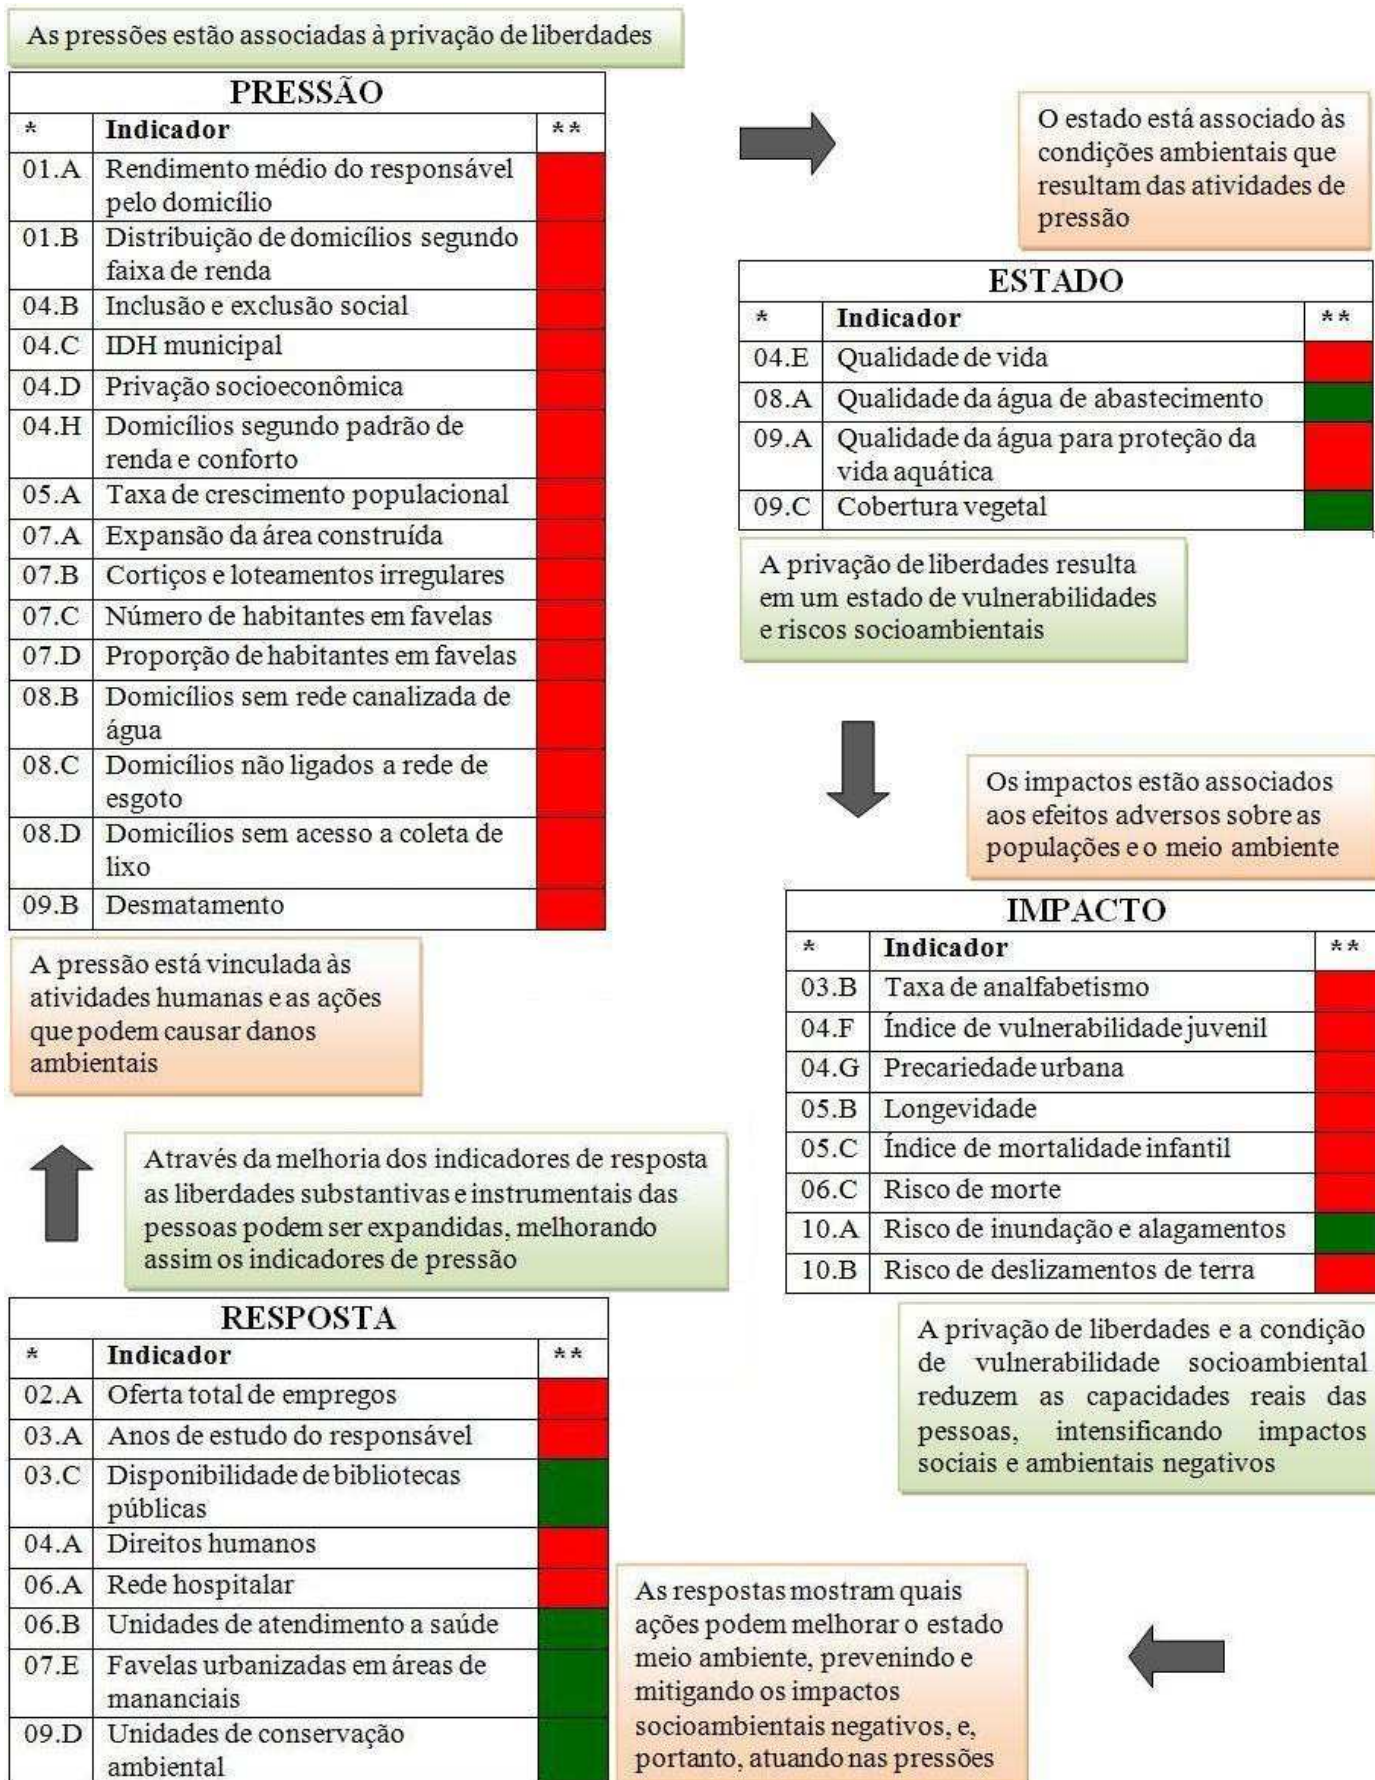 As pressões estão associadas à privação de liberdades
PRESSÃO
* Indicador **
01.A Rendimento médio do responsável
pelo domicílio
01.B Distribuição de domicílios segundo
faixa de renda
04.B Inclusão e exclusão social
04.C IDH municipal
04.D Privação socioeconômica
04.H Domicílios segundo padrão de
renda e conforto
05.A Taxa de crescimento populacional
07.A Expansão da área construída
07.B Cortiços e loteamentos irregulares
07.C Número de habitantes em favelas
07.D Proporção de habitantes em favelas
08.B Domicílios sem rede canalizada de
água
08.C Domicílios não ligados a rede de
esgoto
08.D Domicílios sem acesso a coleta de
lixo
09.B Desmatamento
A pressão está vinculada às
atividades humanas e as ações
que podem causar danos
ambientais
O estado está associado às
condições ambientais que
resultam das atividades de
pressão
ESTADO
* Indicador **
04.E Qualidade de vida
08.A Qualidade da água de abastecimento
09.A Qualidade da água para proteção da
vida aquática
09.C Cobertura vegetal
A privação de liberdades resulta
em um estado de vulnerabilidades
e riscos socioambientais
Os impactos estão associados
aos efeitos adversos sobre as
populações e o meio ambiente
IMPACTO
* Indicador **
03.B Taxa de analfabetismo
04.F Índice de vulnerabilidade juvenil
04.G Precariedade urbana
05.B Longevidade
05.C Índice de mortalidade infantil
06.C Risco de morte
10.A Risco de inundação e alagamentos
10.B Risco de deslizamentos de terra
A privação de liberdades e a condição
de vulnerabilidade socioambiental
reduzem as capacidades reais das
pessoas, intensificando impactos
sociais e ambientais negativos
Através da melhoria dos indicadores de resposta
as liberdades substantivas e instrumentais das
pessoas podem ser expandidas, melhorando
assim os indicadores de pressão
RESPOSTA
* Indicador **
02.A Oferta total de empregos
03.A Anos de estudo do responsável
03.C Disponibilidade de bibliotecas
públicas
04.A Direitos humanos
06.A Rede hospitalar
06.B Unidades de atendimento a saúde
07.E Favelas urbanizadas em áreas de
mananciais
09.D Unidades de conservação
ambiental
As respostas mostram quais
ações podem melhorar o estado
meio ambiente, prevenindo e
mitigando os impactos
socioambientais negativos, e,
portanto, atuando nas pressões